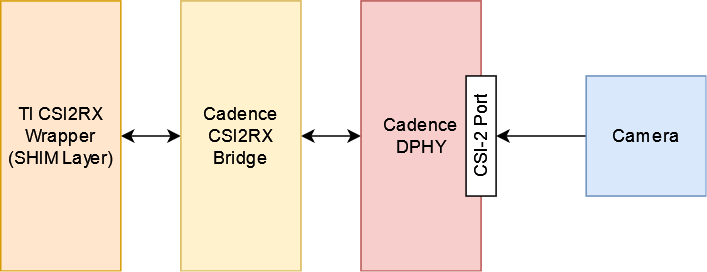 TI CSI2RX
Wrapper
(SHIM Layer)
Cadence
CSI2RX
Bridge
Cadence
DPHY
CSI-2 Port
Camera